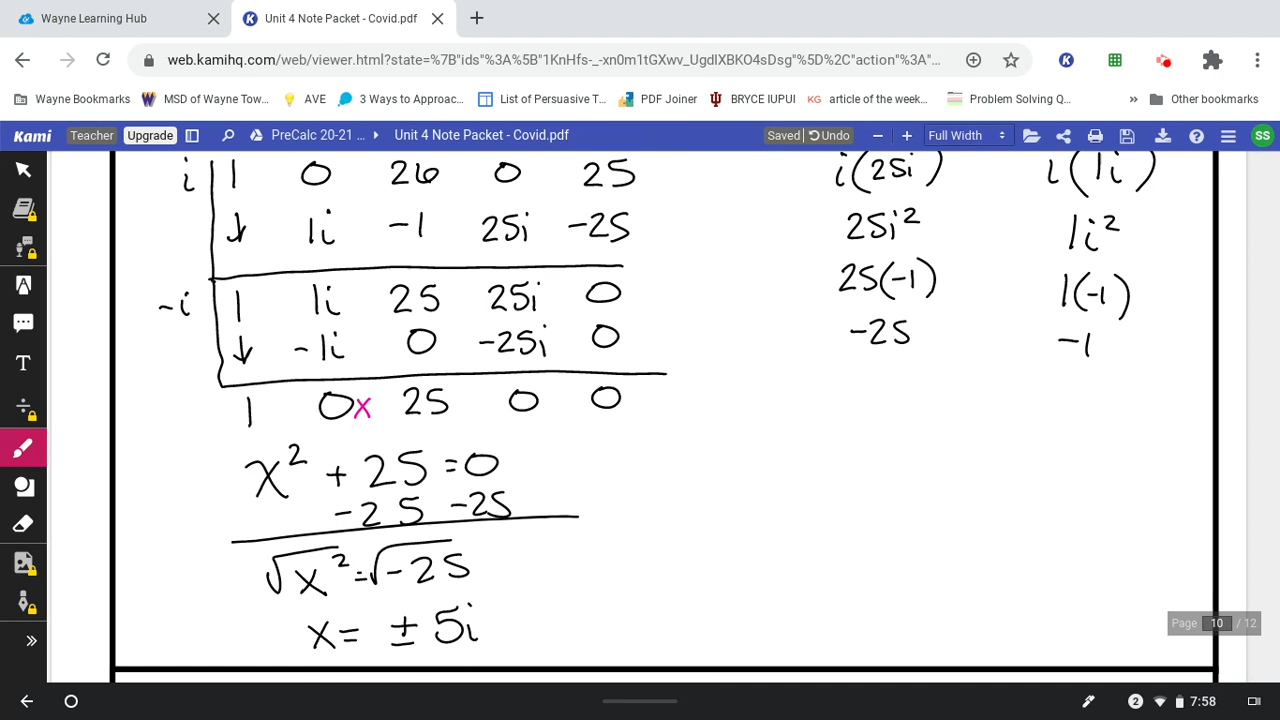 Wayne Learning Hub
Unit 4 Note Packet - Covid.pdf
web.kamihq.com/web/viewer.html?state=%7B"ids"%3A%5B"1KnHfs-_-xn0m1tGXwv_UgdIXBKO4sDsg"%5D%2C"action"%3A"...
Wayne Bookmarks
MSD of Wayne Tow...
AVE
3 Ways to Approac...
List of Persuasive T...
PDF Joiner
BRYCE IUPUI
KG article of the week...
Problem Solving Q...
»
Other bookmarks
Kami Teacher Upgrade
PreCalc 20-21 ...
Unit 4 Note Packet - Covid.pdf
Saved Undo
Full Width
SS
i 1 0 26 0 25
↓ 1i -1 25i -25
-i 1 1i 25 25i 0
↓ -1i 0 -25i 0
1 0x 25 0 0
x² + 25 = 0
-25 -25
√x² = √-25
x = ± 5i
i(25i)
25i²
25(-1)
-25
i(1i)
1i²
1(-1)
-1
Page 10 / 12
2 7:58